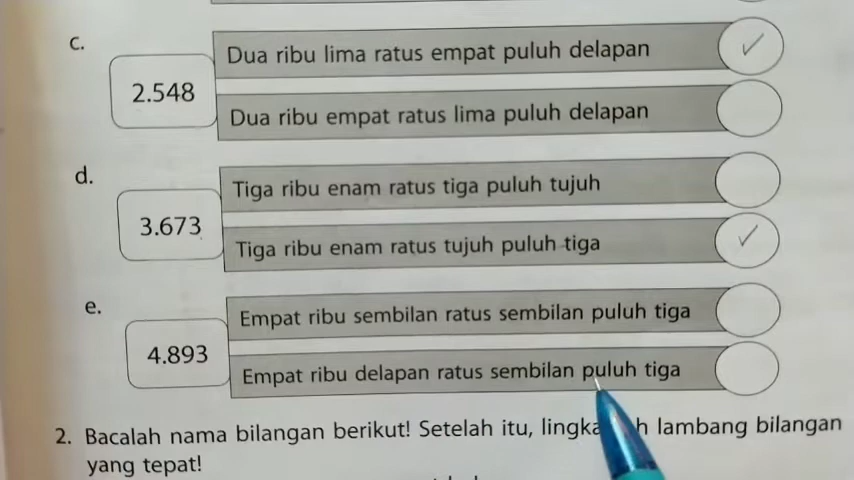 c.
2.548
Dua ribu lima ratus empat puluh delapan
Dua ribu empat ratus lima puluh delapan
d.
3.673
Tiga ribu enam ratus tiga puluh tujuh
Tiga ribu enam ratus tujuh puluh tiga
e.
4.893
Empat ribu sembilan ratus sembilan puluh tiga
Empat ribu delapan ratus sembilan puluh tiga
2. Bacalah nama bilangan berikut! Setelah itu, lambang bilangan
yang tepat!